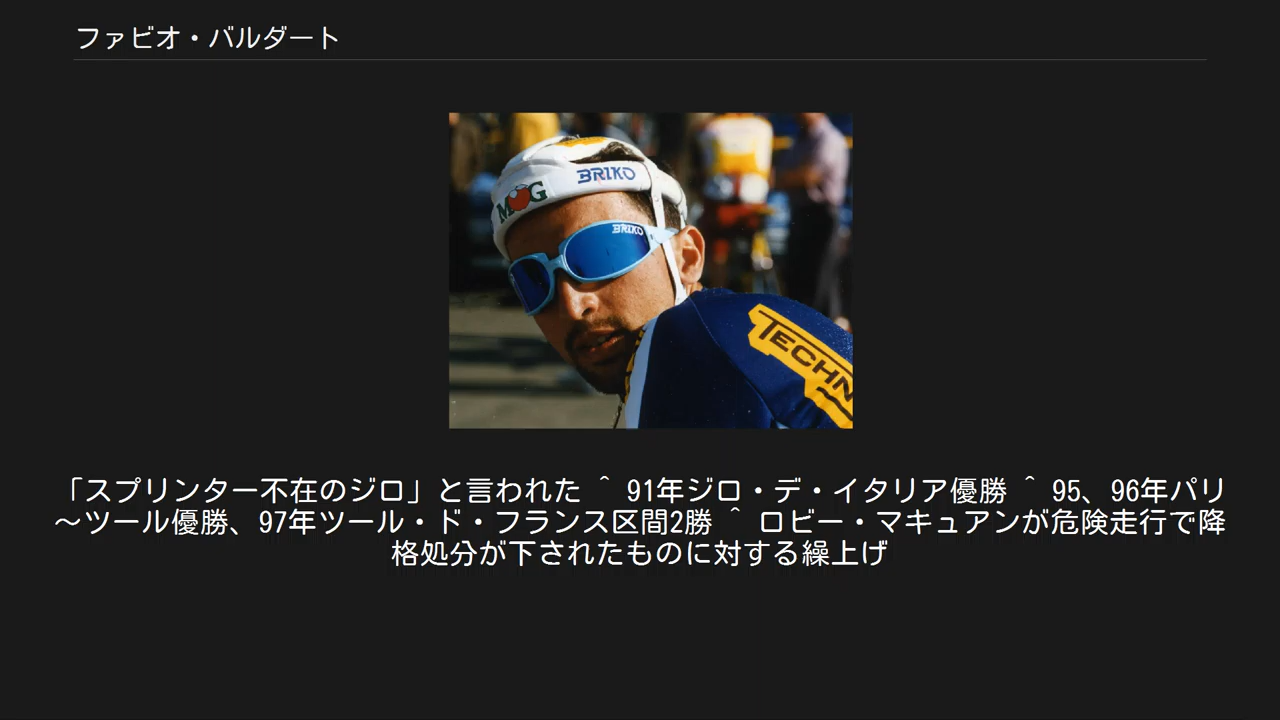 ファビオ・バルダート
BRIKO
MG
BRIKO
TECHN
「スプリンター不在のジロ」と言われた ^ 91年ジロ・デ・イタリア優勝 ^ 95、96年パリ
～ツール優勝、97年ツール・ド・フランス区間2勝 ^ ロビー・マキュアンが危険走行で降
格処分が下されたものに対する繰上げ